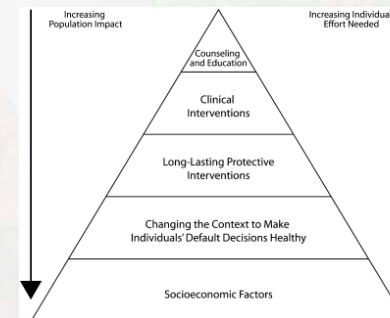 Increasing
Population Impact
Increasing Individual
Effort Needed
Counseling
and Education
Clinical
Interventions
Long-Lasting Protective
Interventions
Changing the Context to Make
Individuals' Default Decisions Healthy
Socioeconomic Factors